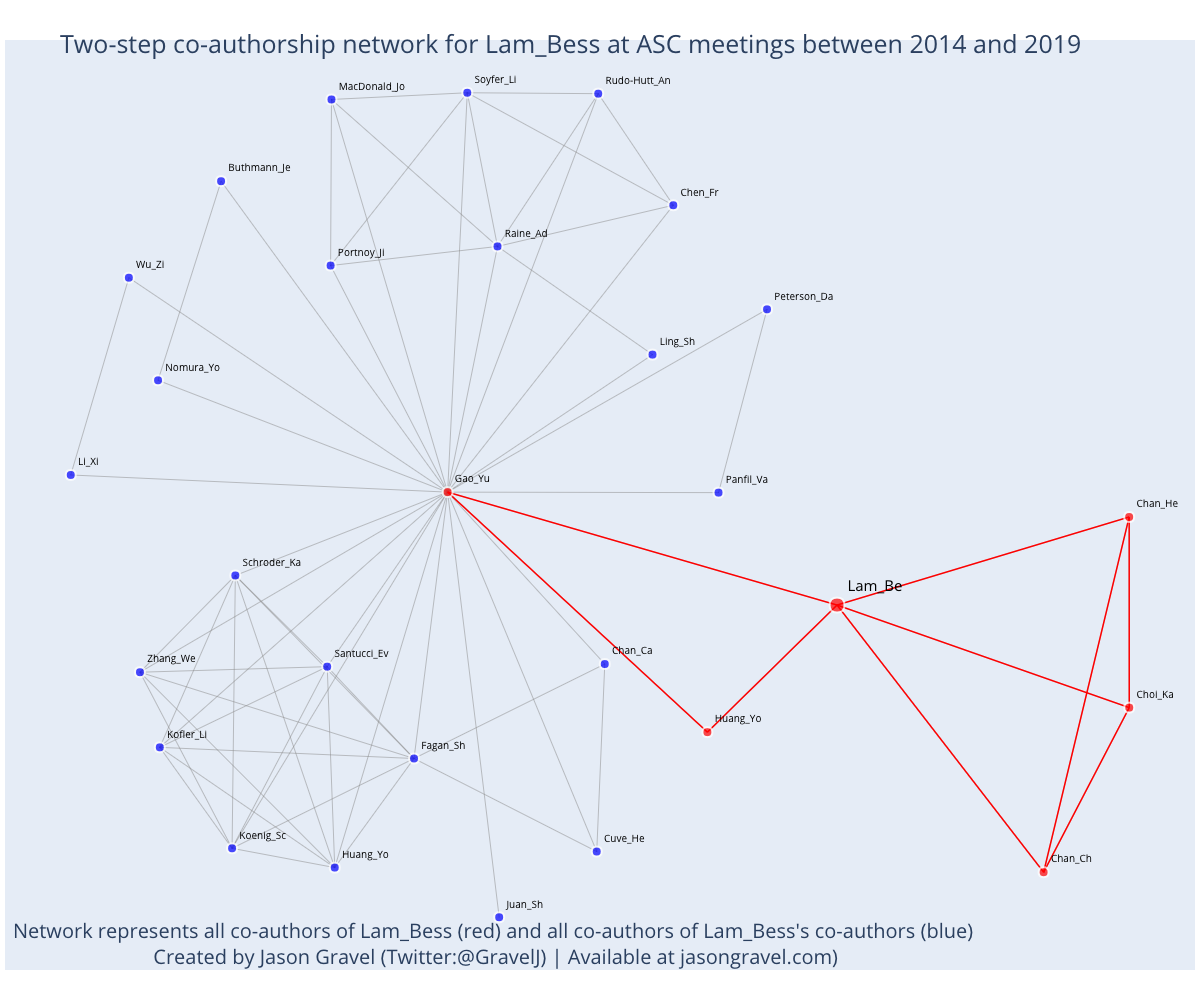 Two-step co-authorship network for Lam_Bess at ASC meetings between 2014 and 2019
Soyfer_Li
Rudo-Hutt_An
MacDonald_Jo
Buthmann_Je
Chen_Fr
Raine_Ad
Portnoy_Ji
Wu_Zi
Peterson_Da
Ling_Sh
Nomura_Yo
Li_Xi
Gao_Yu
Panfil_Va
Chan_He
Schroder_Ka
Lam_Be
Chan_Ca
Santucci_Ev
Zhang_We
Choi_Ka
Huang_Yo
Kofler_Li
Fagan_Sh
Koenig_Sc
Cuve_He
Huang_Yo
Chan_Ch
Juan_Sh
Network represents all co-authors of Lam_Bess (red) and all co-authors of Lam_Bess's co-authors (blue)
Created by Jason Gravel (Twitter:@GravelJ) | Available at jasongravel.com)